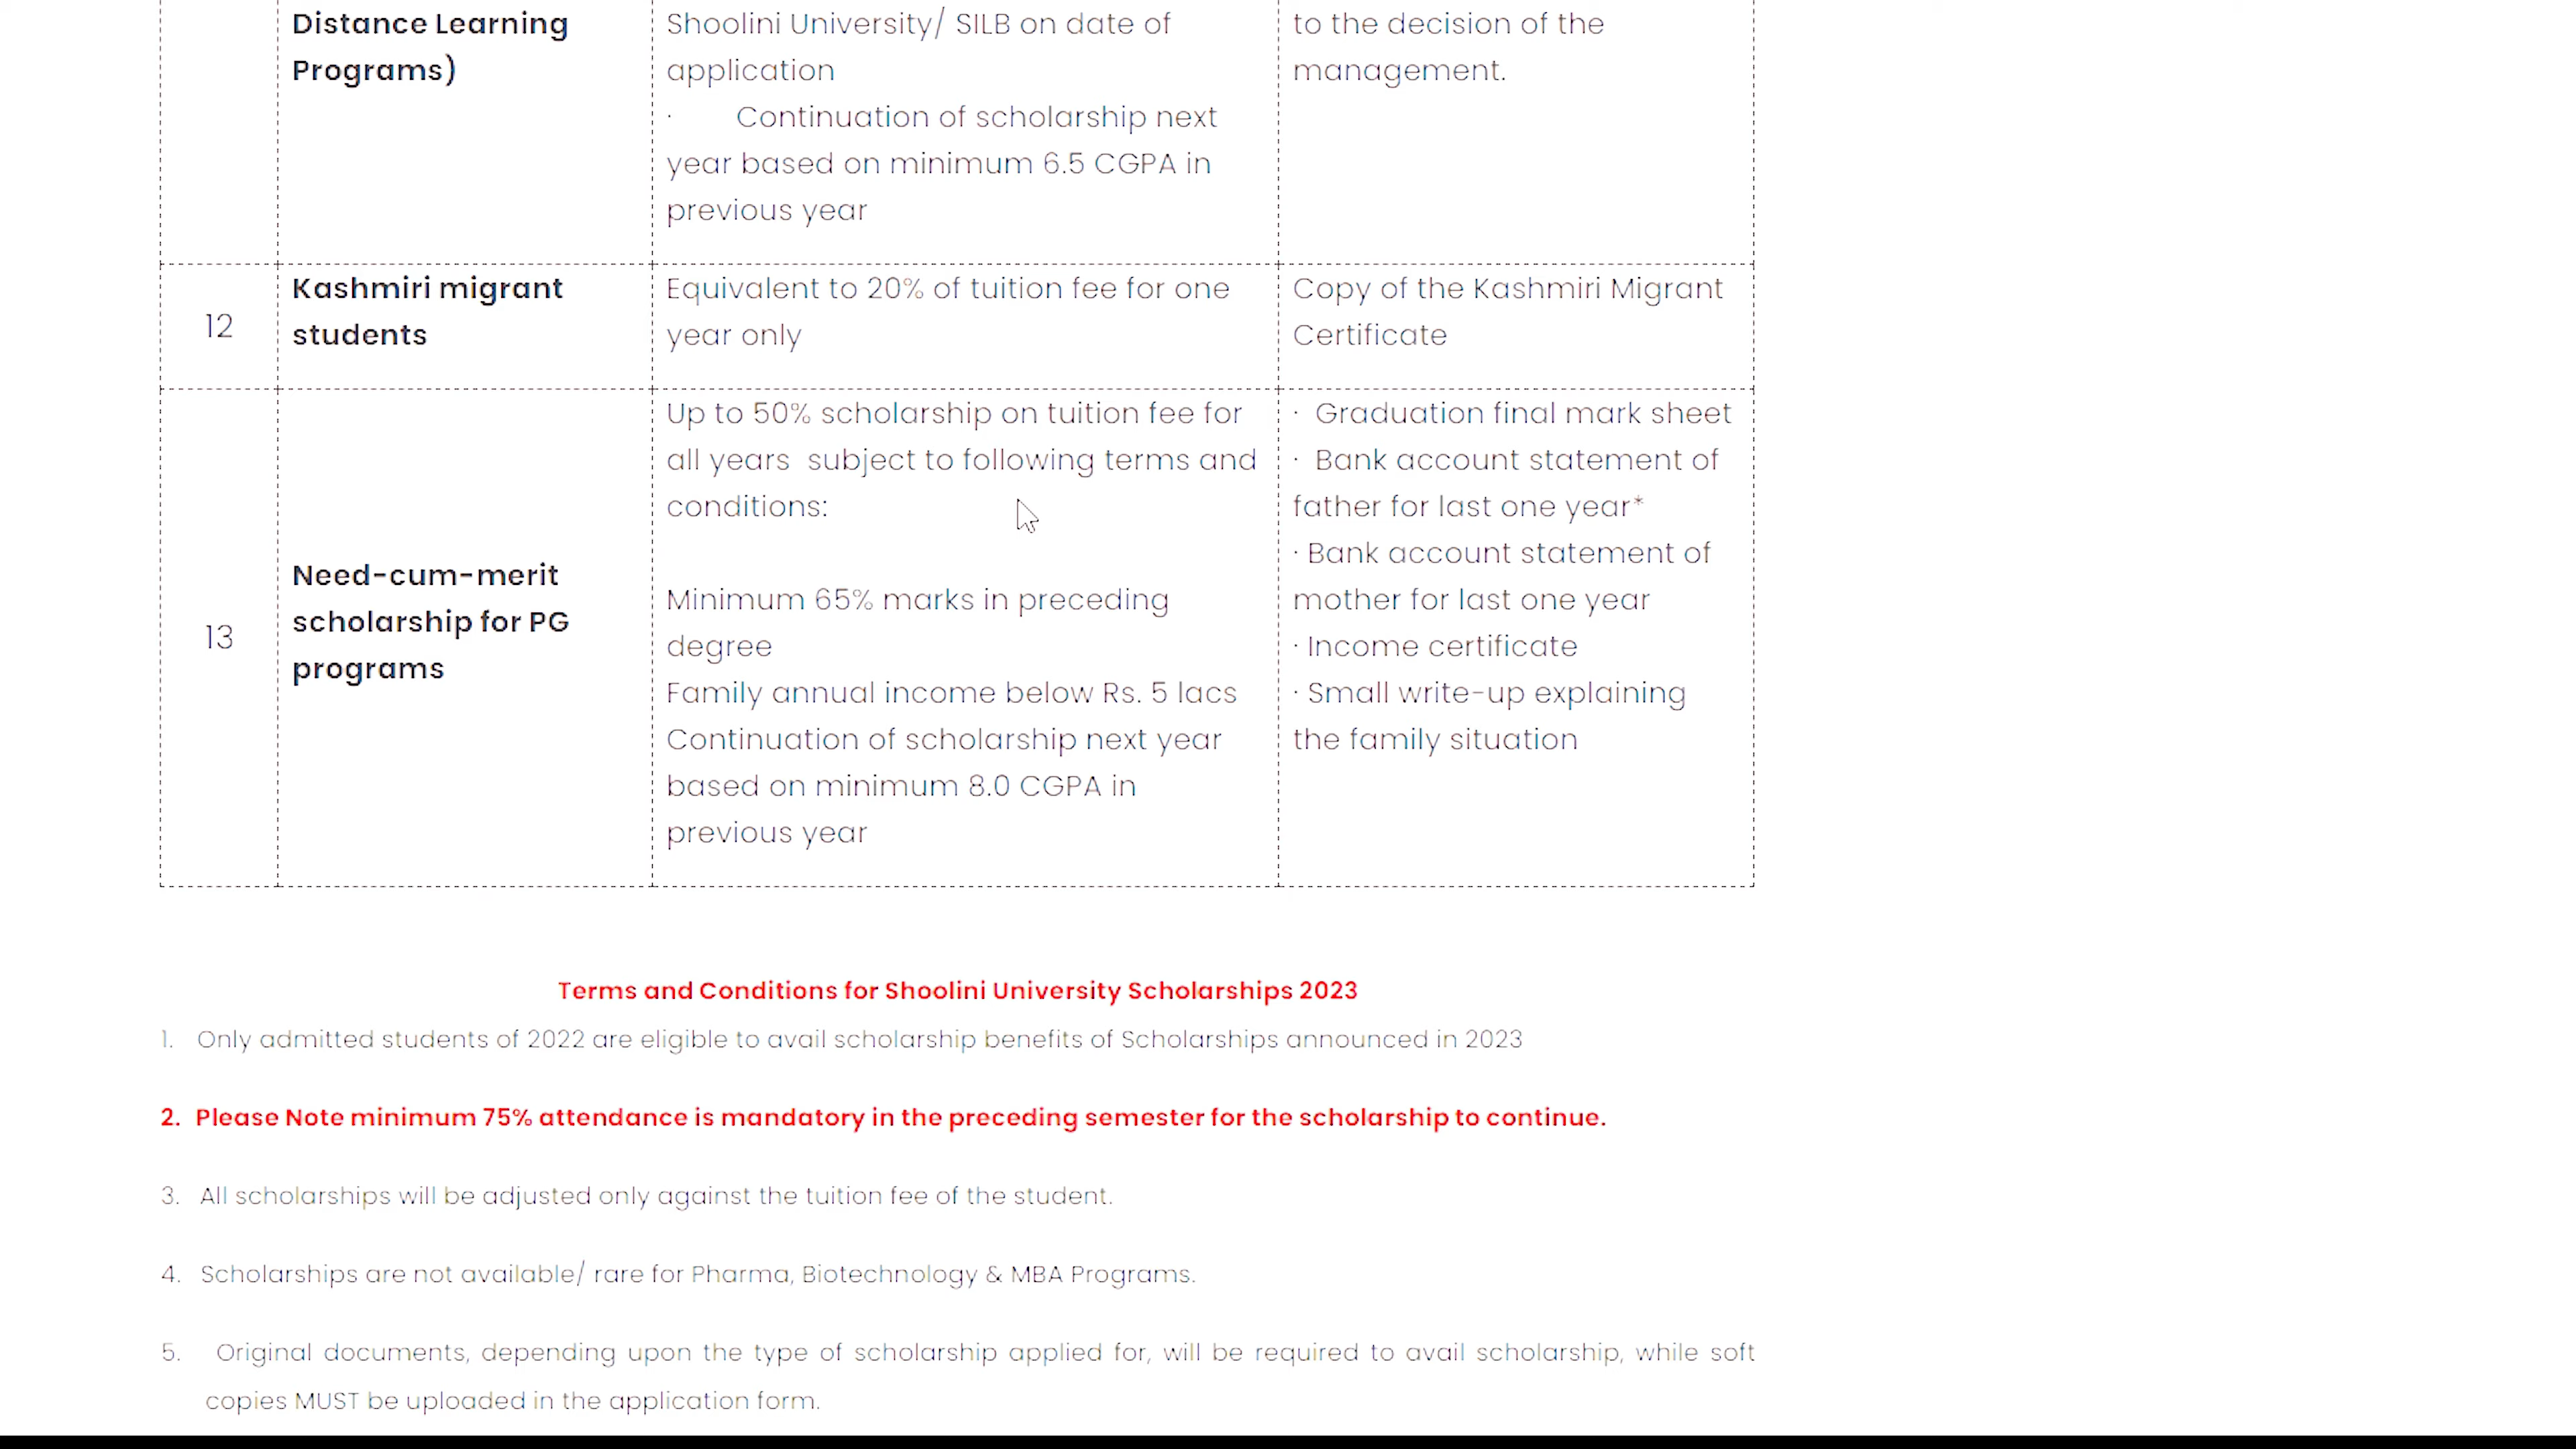 Distance Learning
Programs)
Shoolini University/ SILB on date of
application
· Continuation of scholarship next
year based on minimum 6.5 CGPA in
previous year
to the decision of the
management.
12
Kashmiri migrant
students
Equivalent to 20% of tuition fee for one
year only
Copy of the Kashmiri Migrant
Certificate
13
Need-cum-merit
scholarship for PG
programs
Up to 50% scholarship on tuition fee for
all years subject to following terms and
conditions:
Minimum 65% marks in preceding
degree
Family annual income below Rs. 5 lacs
Continuation of scholarship next year
based on minimum 8.0 CGPA in
previous year
· Graduation final mark sheet
· Bank account statement of
father for last one year*
· Bank account statement of
mother for last one year
· Income certificate
· Small write-up explaining
the family situation
Terms and Conditions for Shoolini University Scholarships 2023
1. Only admitted students of 2022 are eligible to avail scholarship benefits of Scholarships announced in 2023
2. Please Note minimum 75% attendance is mandatory in the preceding semester for the scholarship to continue.
3. All scholarships will be adjusted only against the tuition fee of the student.
4. Scholarships are not available/ rare for Pharma, Biotechnology & MBA Programs.
5. Original documents, depending upon the type of scholarship applied for, will be required to avail scholarship, while soft
copies MUST be uploaded in the application form.